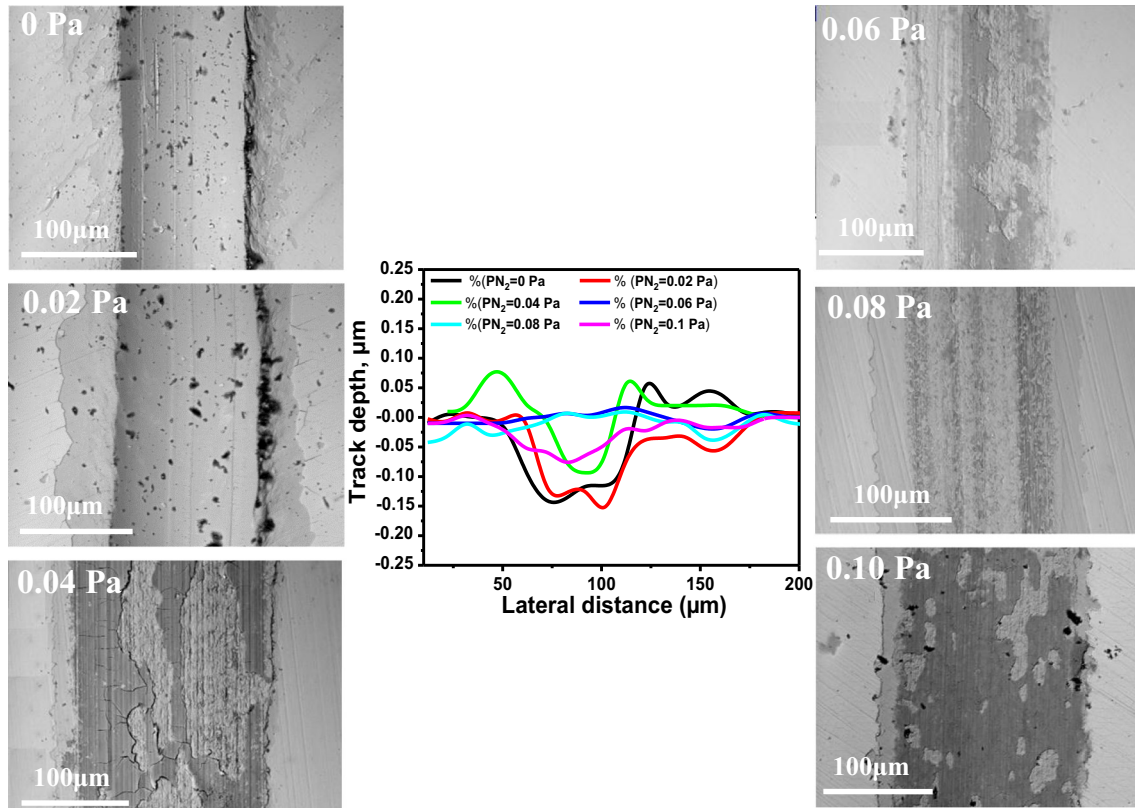 0 Pa
100µm
0.02 Pa
100µm
0.04 Pa
100µm
0.25
0.20
0.15
0.10
0.05
-0.00
-0.05
-0.10
-0.15
-0.20
-0.25
Track depth, µm
%(PN₂=0 Pa
% (PN₂=0.02 Pa)
%(PN₂=0.04 Pa
% (PN₂=0.06 Pa)
%(PN₂=0.08 Pa
% (PN₂=0.1 Pa)
50 100 150 200
Lateral distance (µm)
0.06 Pa
100µm
0.08 Pa
100µm
0.10 Pa
100µm